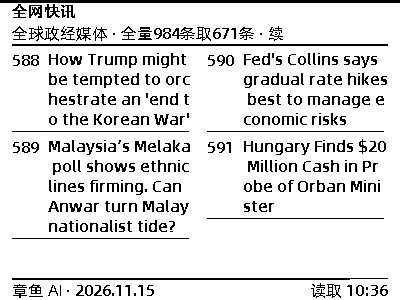 全网快讯
全球政经媒体 · 全量984条取671条 · 续
588 How Trump might
be tempted to orc
hestrate an 'end t
o the Korean War'
589 Malaysia’s Melaka
poll shows ethnic
lines firming. Can
Anwar turn Malay
nationalist tide?
590 Fed's Collins says
gradual rate hikes
best to manage e
conomic risks
591 Hungary Finds $20
Million Cash in Pr
obe of Orban Mini
ster
章鱼 AI · 2026.11.15
读取 10:36